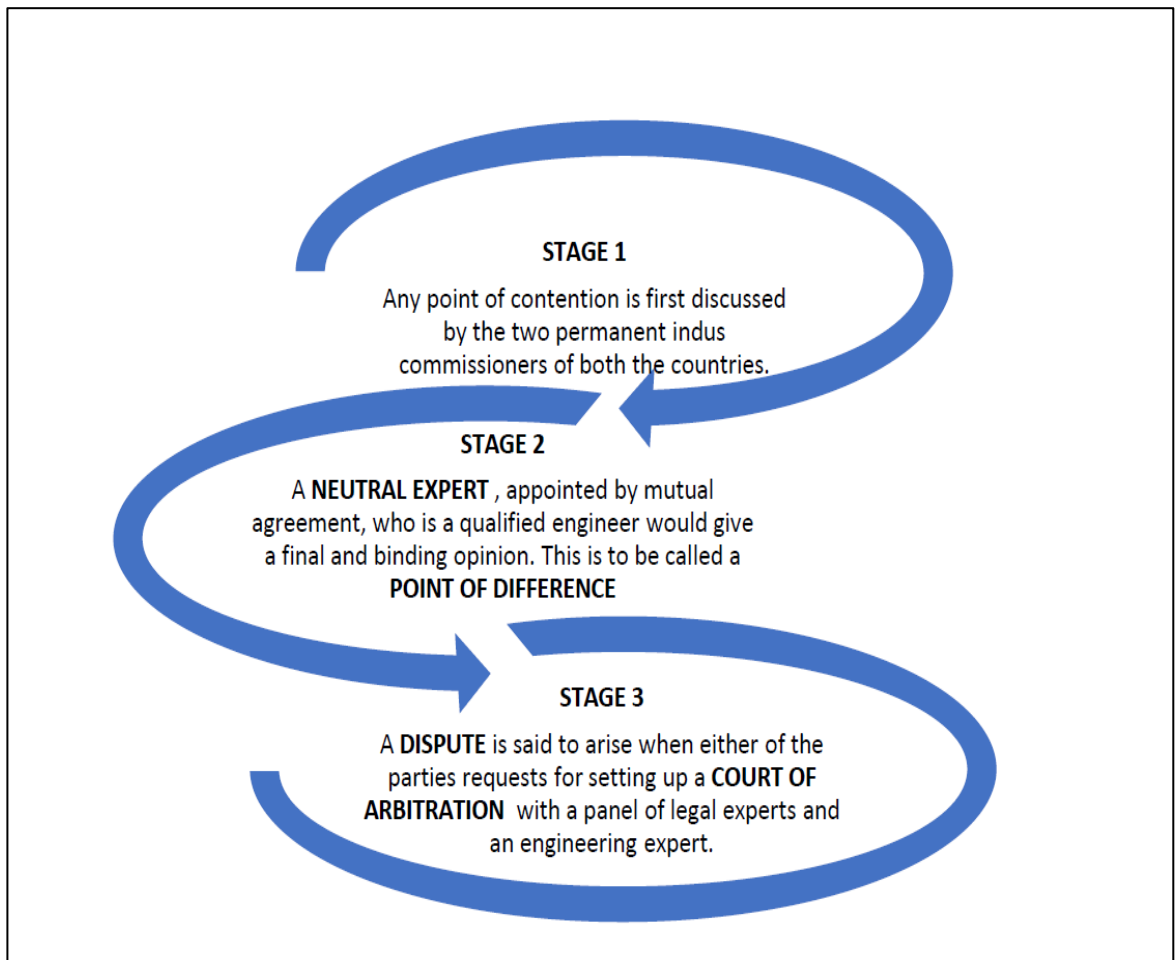 STAGE 1
Any point of contention is first discussed
by the two permanent indus
commissioners of both the countries.
STAGE 2
A NEUTRAL EXPERT , appointed by mutual
agreement, who is a qualified engineer would give
a final and binding opinion. This is to be called a
POINT OF DIFFERENCE
STAGE 3
A DISPUTE is said to arise when either of the
parties requests for setting up a COURT OF
ARBITRATION with a panel of legal experts and
an engineering expert.